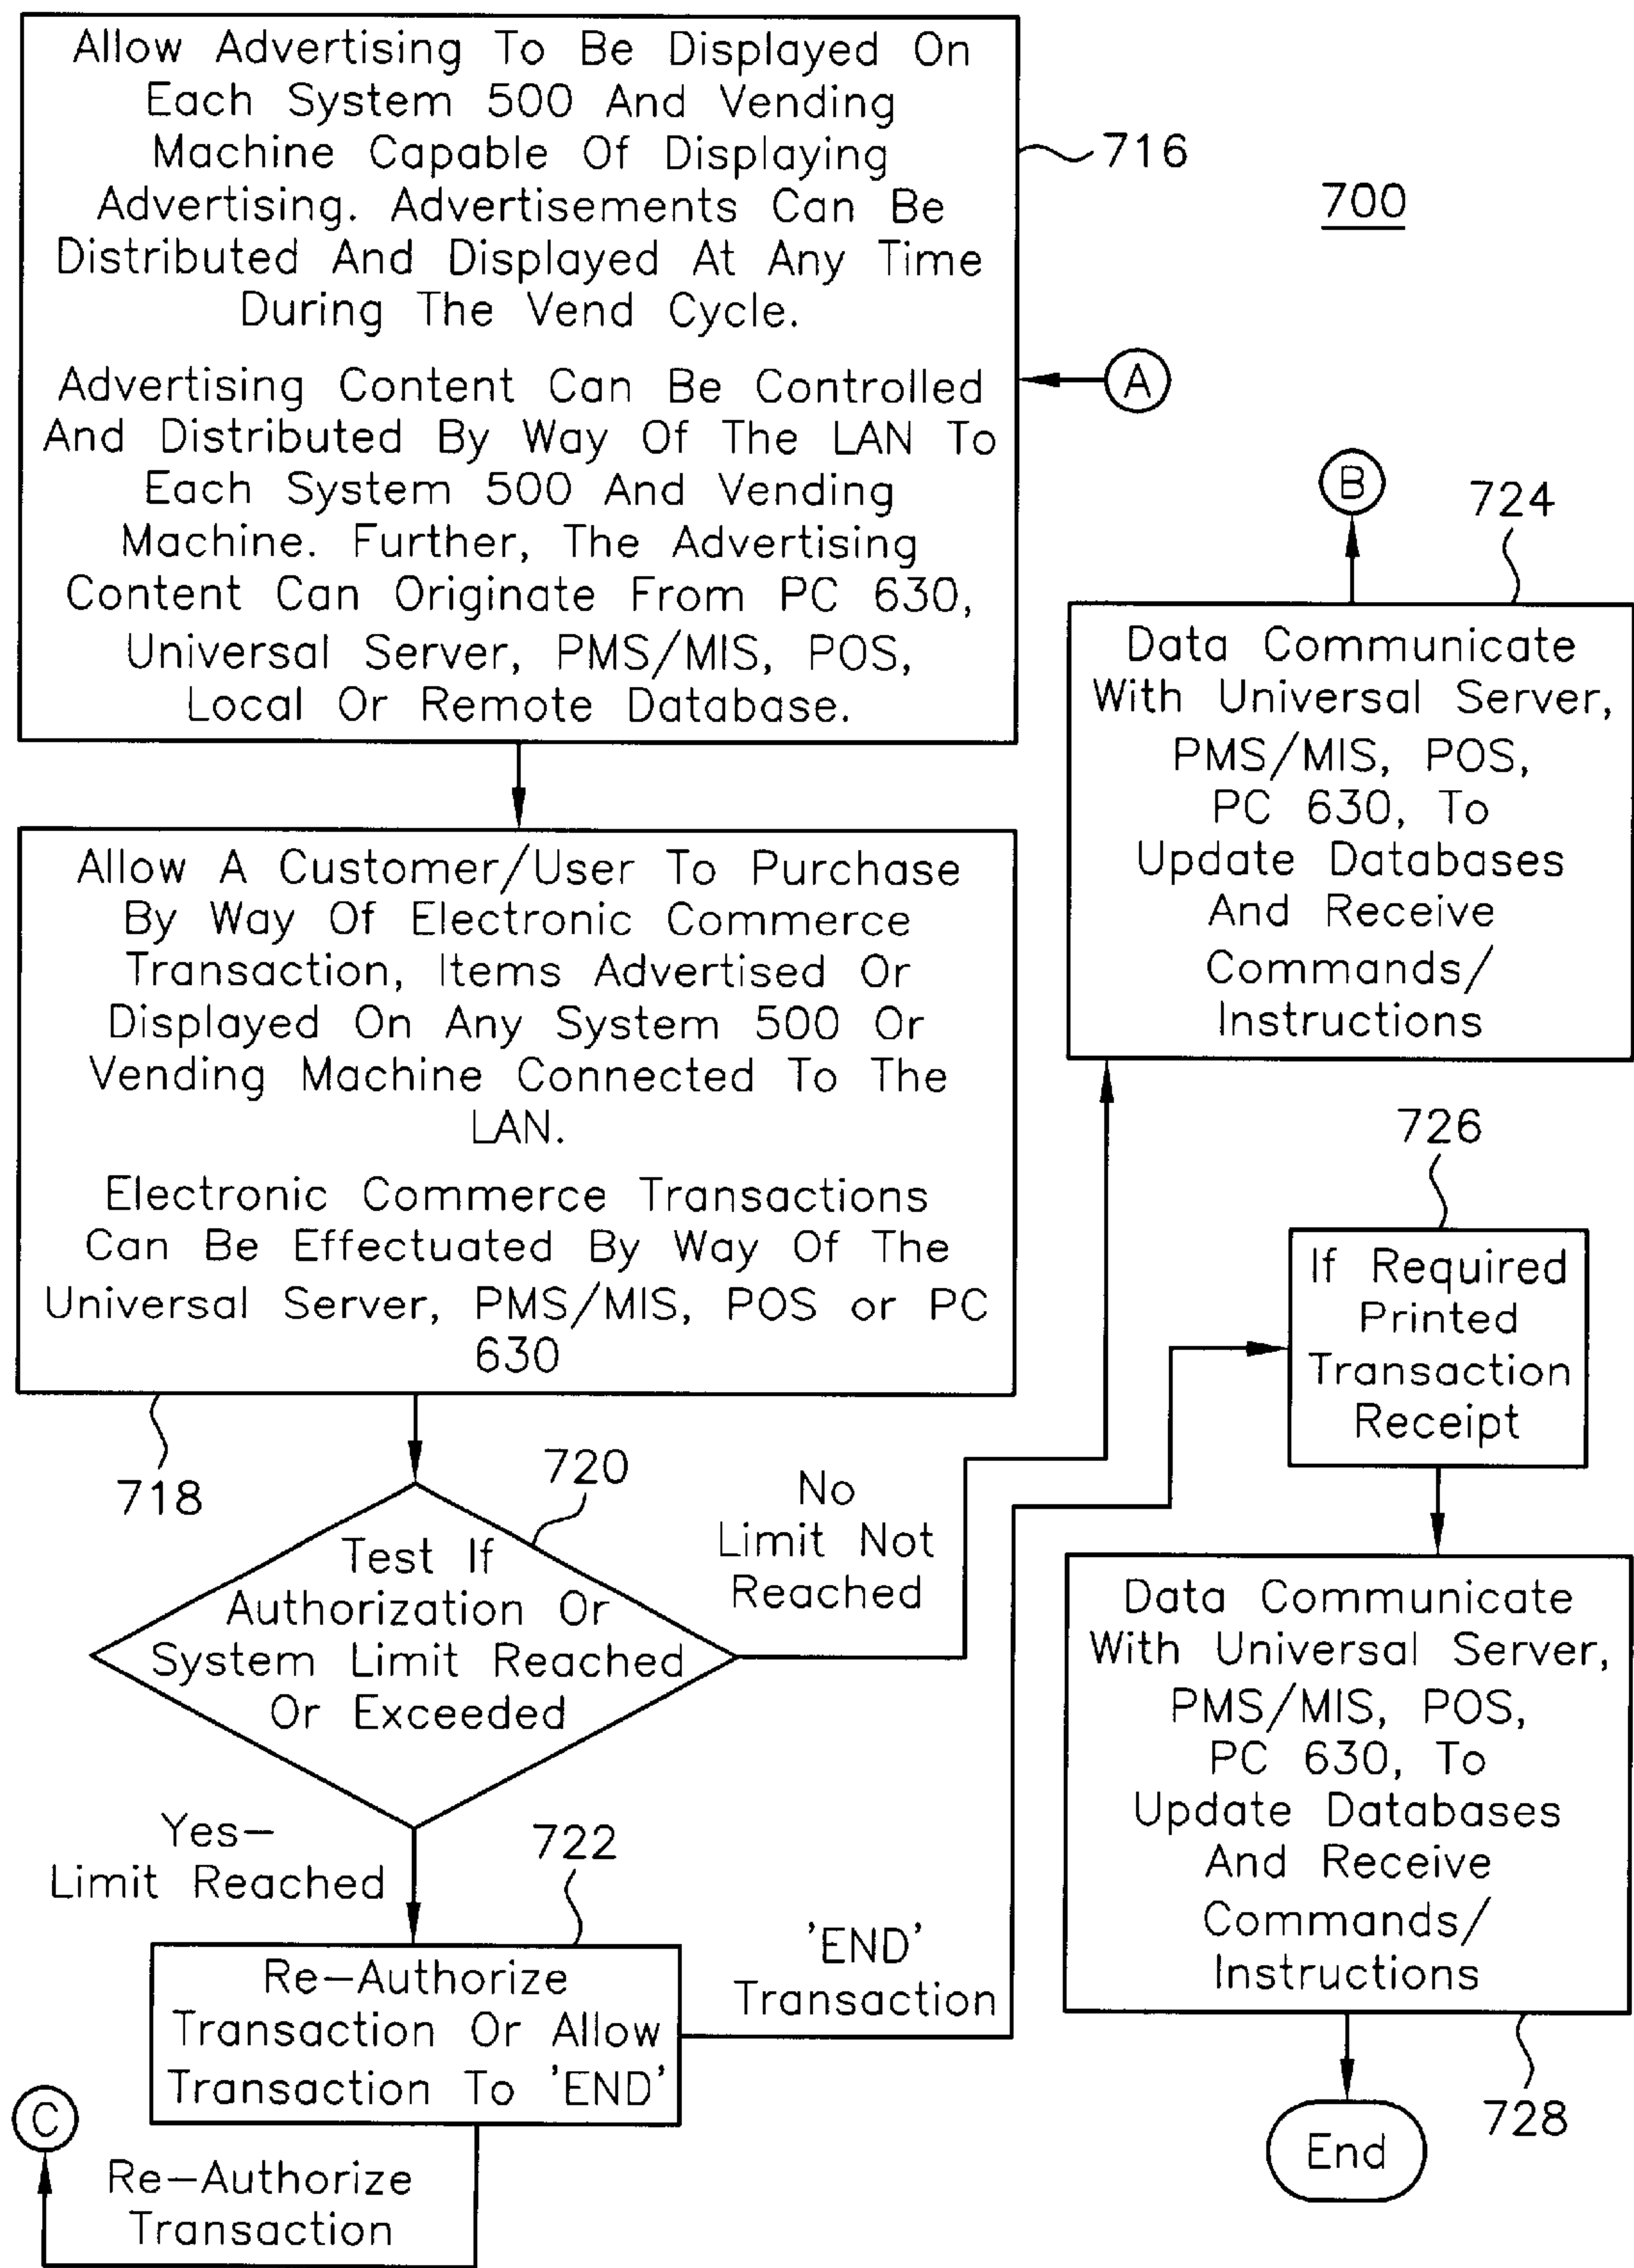 Allow Advertising To Be Displayed On
Each System 500 And Vending
Machine Capable Of Displaying
Advertising. Advertisements Can Be
Distributed And Displayed At Any Time
During The Vend Cycle.
Advertising Content Can Be Controlled
And Distributed By Way Of The LAN To
Each System 500 And Vending
Machine. Further, The Advertising
Content Can Originate From PC 630,
Universal Server, PMS/MIS, POS,
Local Or Remote Database.
716
700
A
Allow A Customer/User To Purchase
By Way Of Electronic Commerce
Transaction, Items Advertised Or
Displayed On Any System 500 Or
Vending Machine Connected To The
LAN.
Electronic Commerce Transactions
Can Be Effectuated By Way Of The
Universal Server, PMS/MIS, POS or PC
630
718
720
Test If
Authorization Or
System Limit Reached
Or Exceeded
No
Limit Not
Reached
Yes-
Limit Reached
722
Re-Authorize
Transaction Or Allow
Transaction To 'END'
'END'
Transaction
C
Re-Authorize
Transaction
B
724
Data Communicate
With Universal Server,
PMS/MIS, POS,
PC 630, To
Update Databases
And Receive
Commands/
Instructions
726
If Required
Printed
Transaction
Receipt
Data Communicate
With Universal Server,
PMS/MIS, POS,
PC 630, To
Update Databases
And Receive
Commands/
Instructions
728
End